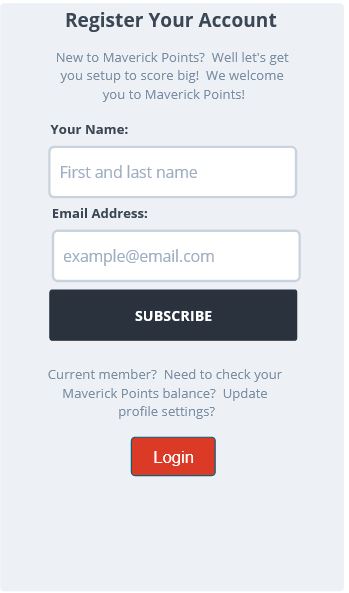 Register Your Account
New to Maverick Points?  Well let's get
you setup to score big!  We welcome
you to Maverick Points!
Your Name:
First and last name
Email Address:
example@email.com
SUBSCRIBE
Current member?  Need to check your
Maverick Points balance?  Update
profile settings?
Login